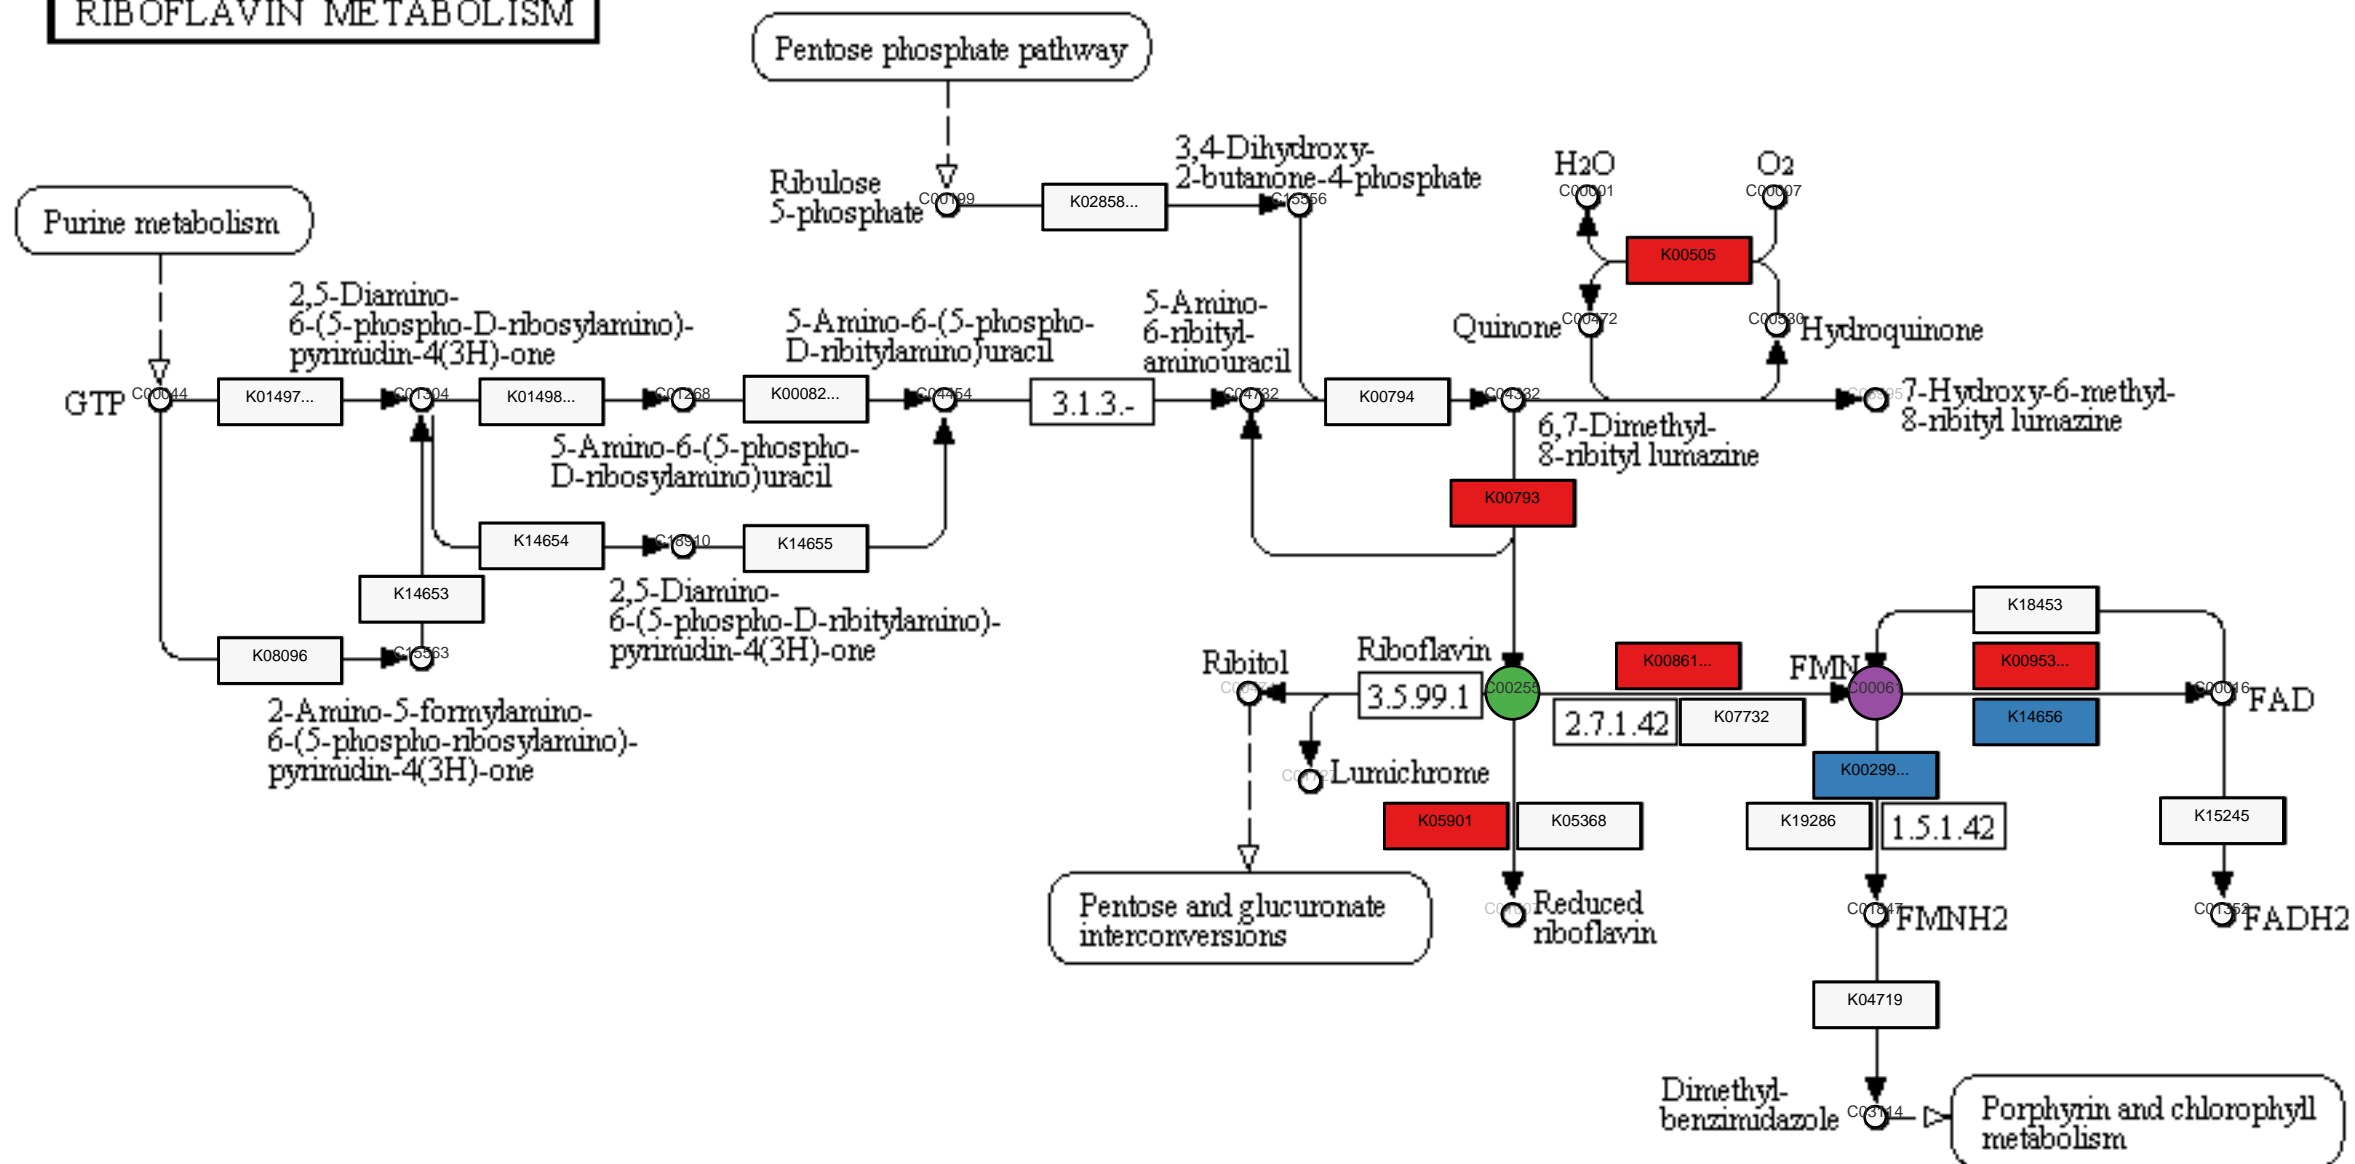 RIBOFLAVIN METABOLISM
Pentose phosphate pathway
Purine metabolism
Ribulose
5-phosphate
C00199
K02858...
3,4-Dihydroxy-
2-butanone-4-phosphate
C15556
H2O
C00001
O2
C00007
K00505
Quinone
C00472
C00530
Hydroquinone
2,5-Diamino-
6-(5-phospho-D-ribosylamino)-
pyrimidin-4(3H)-one
5-Amino-6-(5-phospho-
D-ribitylamino)uracil
5-Amino-
6-ribityl-
aminouracil
GTP
C00044
K01497...
C01304
K01498...
C01268
K00082...
C04454
3.1.3.-
C04732
K00794
C04332
7-Hydroxy-6-methyl-
8-ribityl lumazine
6,7-Dimethyl-
8-ribityl lumazine
5-Amino-6-(5-phospho-
D-ribosylamino)uracil
K00793
K14654
C18910
K14655
K14653
2,5-Diamino-
6-(5-phospho-D-ribitylamino)-
pyrimidin-4(3H)-one
K08096
C15563
2-Amino-5-formylamino-
6-(5-phospho-ribosylamino)-
pyrimidin-4(3H)-one
K18453
Ribitol
Riboflavin
3.5.99.1
C00255
K00861...
2.7.1.42
K07732
FMN
C00061
K00953...
K14656
C00016
FAD
Lumichrome
K00299...
K05901
K05368
K19286
1.5.1.42
K15245
Pentose and glucuronate
interconversions
Reduced
riboflavin
C01847
FMNH2
C01352
FADH2
K04719
Dimethyl-
benzimidazole
C03114
Porphyrin and chlorophyll
metabolism